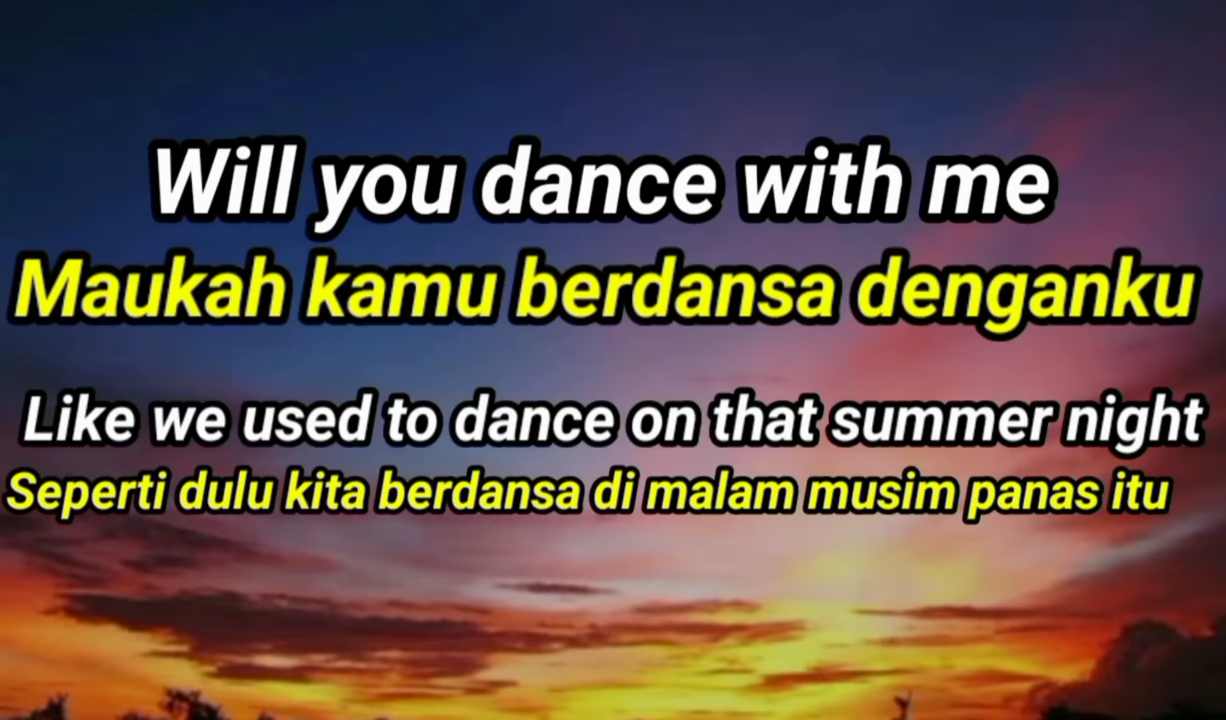 Will you dance with me
Maukah kamu berdansa denganku
Like we used to dance on that summer night
Seperti dulu kita berdansa di malam musim panas itu